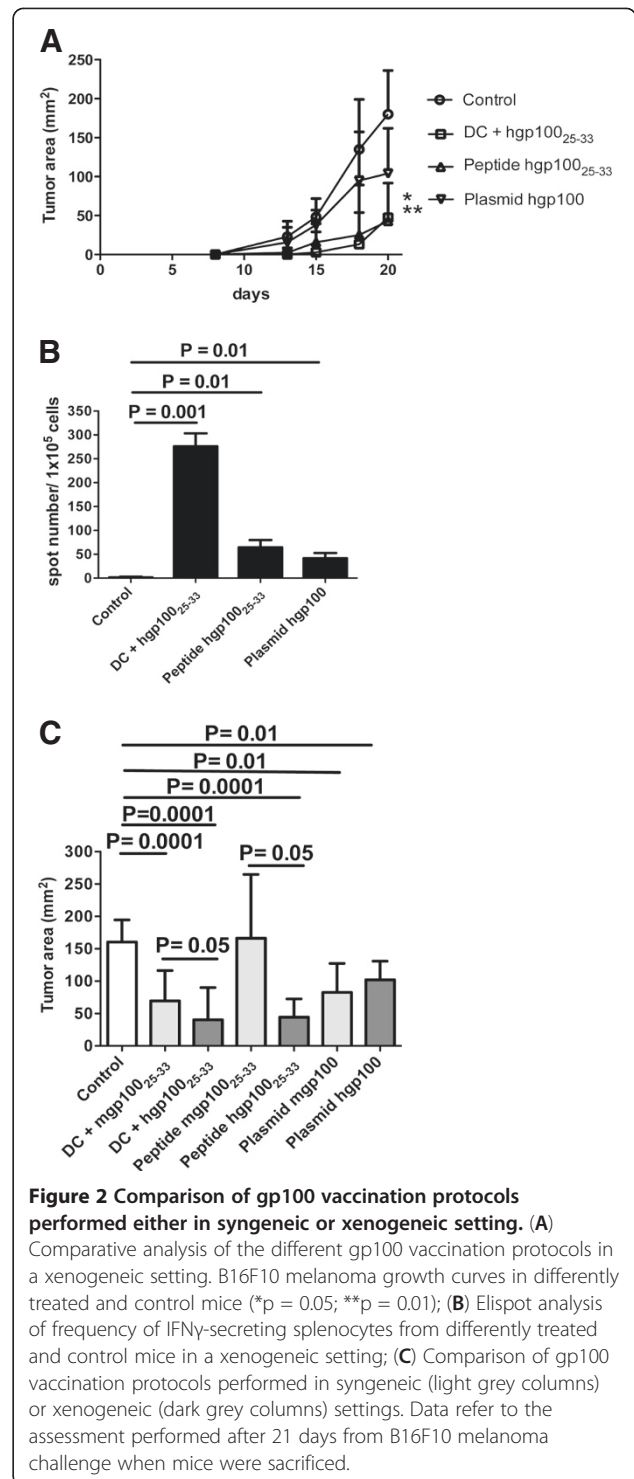 A
Tumor area (mm²)
250
200
150
100
50
0
0 5 10 15 20
days
Control
DC + hgp100₂₅₋₃₃
Peptide hgp100₂₅₋₃₃
Plasmid hgp100
*
**
B
P = 0.01
P = 0.01
P = 0.001
spot number/ 1x10⁵ cells
350
300
250
200
150
100
50
0
Control
DC + hgp100₂₅₋₃₃
Peptide hgp100₂₅₋₃₃
Plasmid hgp100
C
P = 0.01
P = 0.01
P = 0.0001
P=0.0001
P= 0.0001
P= 0.05
P= 0.05
Tumor area (mm²)
300
250
200
150
100
50
0
Control
DC + mgp100₂₅₋₃₃
DC + hgp100₂₅₋₃₃
Peptide mgp100₂₅₋₃₃
Peptide hgp100₂₅₋₃₃
Plasmid mgp100
Plasmid hgp100
Figure 2 Comparison of gp100 vaccination protocols
performed either in syngeneic or xenogeneic setting. (A)
Comparative analysis of the different gp100 vaccination protocols in
a xenogeneic setting. B16F10 melanoma growth curves in differently
treated and control mice (*p = 0.05; **p = 0.01); (B) Elispot analysis
of frequency of IFNγ-secreting splenocytes from differently treated
and control mice in a xenogeneic setting; (C) Comparison of gp100
vaccination protocols performed in syngeneic (light grey columns)
or xenogeneic (dark grey columns) settings. Data refer to the
assessment performed after 21 days from B16F10 melanoma
challenge when mice were sacrificed.